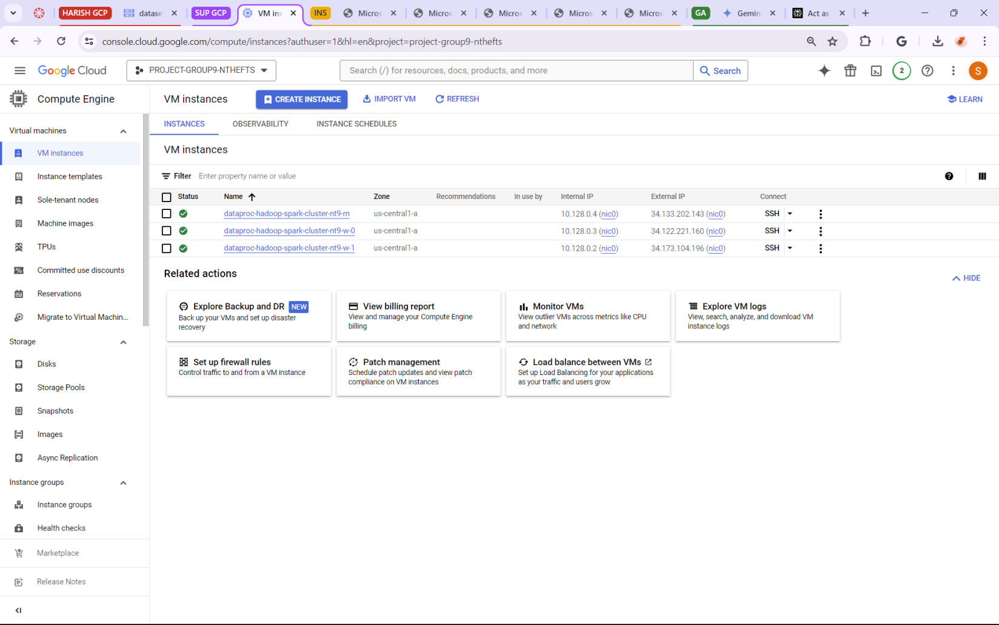 HARISH GCP
datase
SUP GCP
VM ins
INS
Micros
Micros
Micros
Micros
Micros
GA
Gemin
Act as
console.cloud.google.com/compute/instances?authuser=1&hl=en&project=project-group9-nthefts
Google Cloud
PROJECT-GROUP9-NTHEFTS
Search (/) for resources, docs, products, and more
Search
2
S
Compute Engine
VM instances
CREATE INSTANCE
IMPORT VM
REFRESH
LEARN
Virtual machines
VM instances
Instance templates
Sole-tenant nodes
Machine images
TPUs
Committed use discounts
Reservations
Migrate to Virtual Machin...
Storage
Disks
Storage Pools
Snapshots
Images
Async Replication
Instance groups
Instance groups
Health checks
Marketplace
Release Notes
INSTANCES
OBSERVABILITY
INSTANCE SCHEDULES
VM instances
Filter Enter property name or value
Status Name Zone Recommendations In use by Internal IP External IP Connect
dataproc-hadoop-spark-cluster-nt9-m us-central1-a 10.128.0.4 (nic0) 34.133.202.143 (nic0) SSH
dataproc-hadoop-spark-cluster-nt9-w-0 us-central1-a 10.128.0.3 (nic0) 34.122.221.160 (nic0) SSH
dataproc-hadoop-spark-cluster-nt9-w-1 us-central1-a 10.128.0.2 (nic0) 34.173.104.196 (nic0) SSH
Related actions
HIDE
Explore Backup and DR NEW
Back up your VMs and set up disaster
recovery
View billing report
View and manage your Compute Engine
billing
Monitor VMs
View outlier VMs across metrics like CPU
and network
Explore VM logs
View, search, analyze, and download VM
instance logs
Set up firewall rules
Control traffic to and from a VM instance
Patch management
Schedule patch updates and view patch
compliance on VM instances
Load balance between VMs
Set up Load Balancing for your applications
as your traffic and users grow